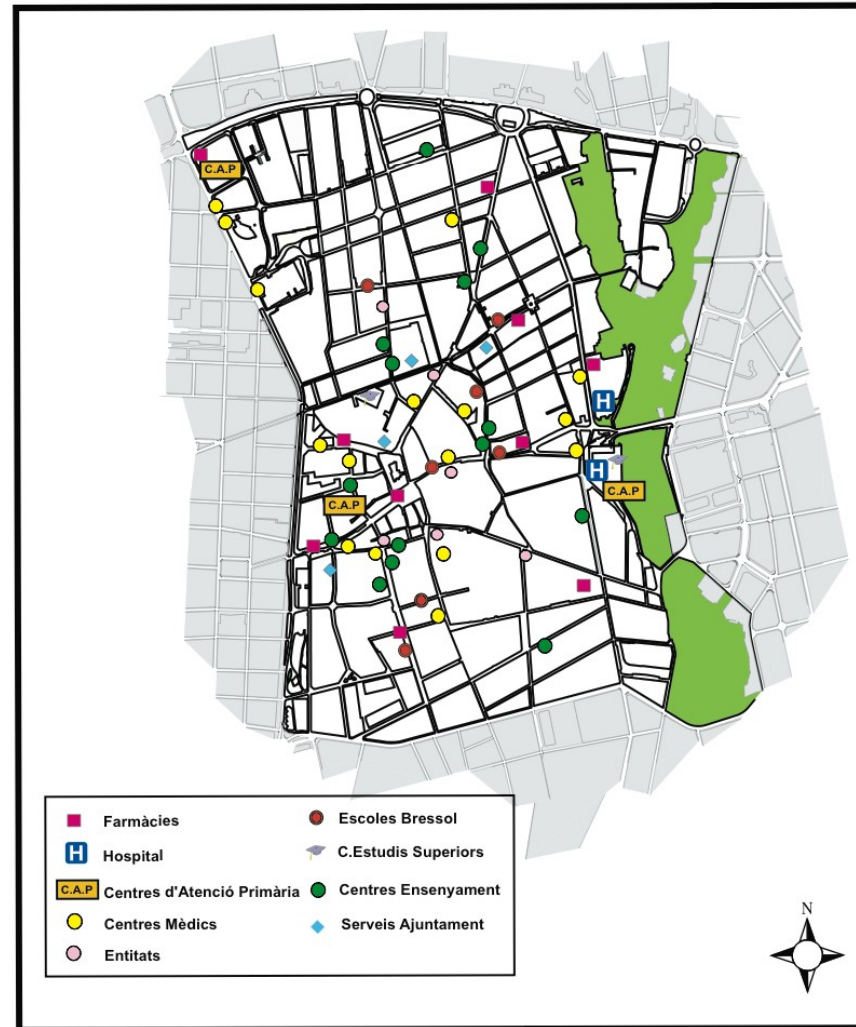 C.A.P
H
C.A.P
H
C.A.P
Farmàcies
Hospital
C.A.P Centres d'Atenció Primària
Centres Mèdics
Entitats
Escoles Bressol
C.Estudis Superiors
Centres Ensenyament
Serveis Ajuntament
H
N